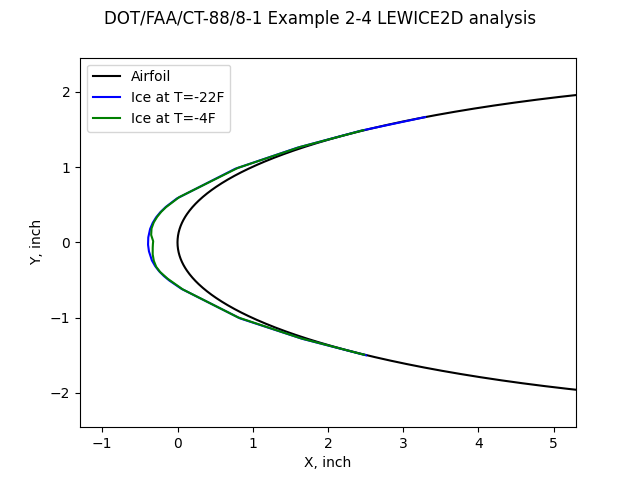 DOT/FAA/CT-88/8-1 Example 2-4 LEWICE2D analysis
Airfoil
Ice at T=-22F
Ice at T=-4F
2
1
0
−1
−2
Y, inch
−1 0 1 2 3 4 5
X, inch